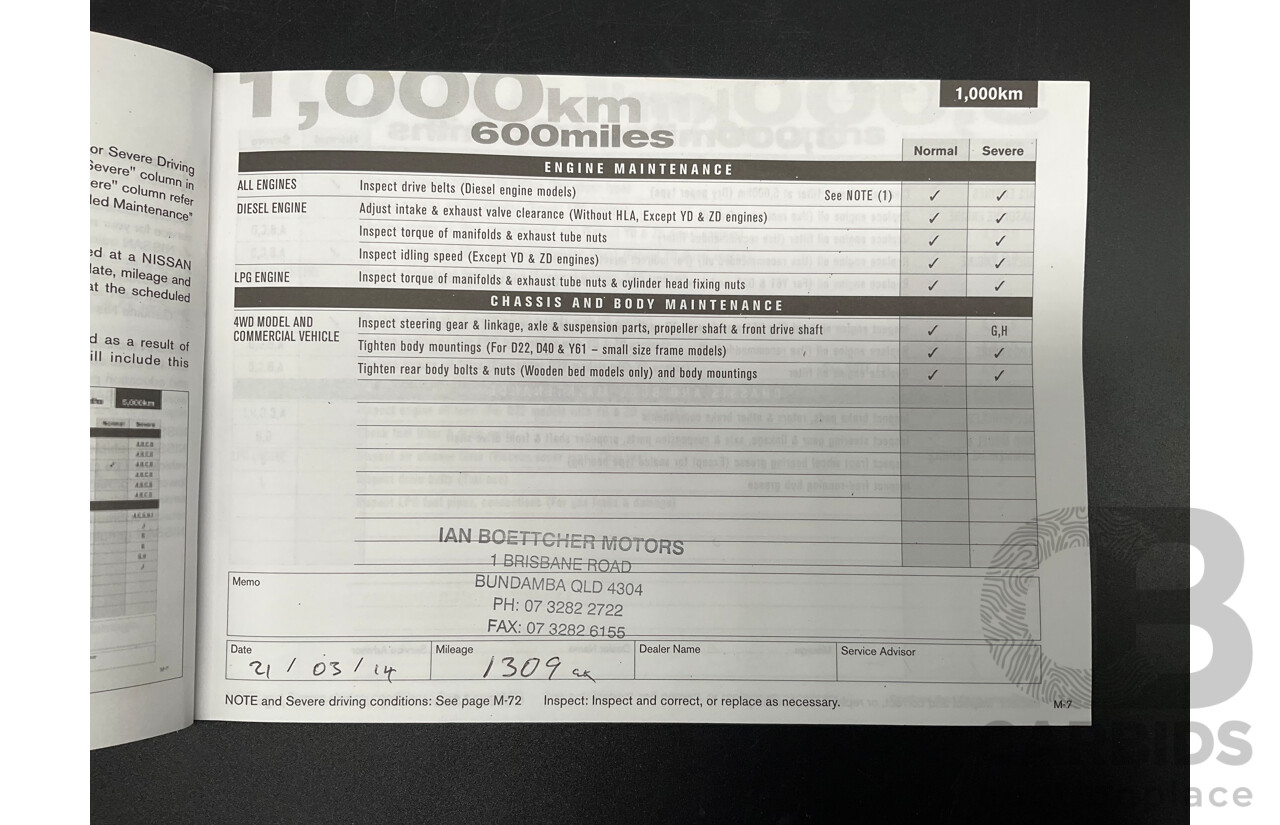 or Severe Driving
Severe" column in
ere" column refer
led Maintenance"
ed at a NISSAN
late, mileage and
at the scheduled
d as a result of
ill include this
5,000km
Normal Severe
1,000km
600miles
1,000km
Normal Severe
ENGINE MAINTENANCE
ALL ENGINES Inspect drive belts (Diesel engine models) See NOTE (1) ✓ ✓
DIESEL ENGINE Adjust intake & exhaust valve clearance (Without HLA, Except YD & ZD engines) ✓ ✓
Inspect torque of manifolds & exhaust tube nuts ✓ ✓
Inspect idling speed (Except YD & ZD engines) ✓ ✓
LPG ENGINE Inspect torque of manifolds & exhaust tube nuts & cylinder head fixing nuts ✓ ✓
CHASSIS AND BODY MAINTENANCE
4WD MODEL AND
COMMERCIAL VEHICLE
Inspect steering gear & linkage, axle & suspension parts, propeller shaft & front drive shaft ✓ G,H
Tighten body mountings (For D22, D40 & Y61 – small size frame models) ✓ ✓
Tighten rear body bolts & nuts (Wooden bed models only) and body mountings ✓ ✓
IAN BOETTCHER MOTORS
1 BRISBANE ROAD
BUNDAMBA QLD 4304
PH: 07 3282 2722
FAX: 07 3282 6155
Memo
Date
21 / 03 / 14
Mileage
1309
Dealer Name
Service Advisor
NOTE and Severe driving conditions: See page M-72 Inspect: Inspect and correct, or replace as necessary.
M-7